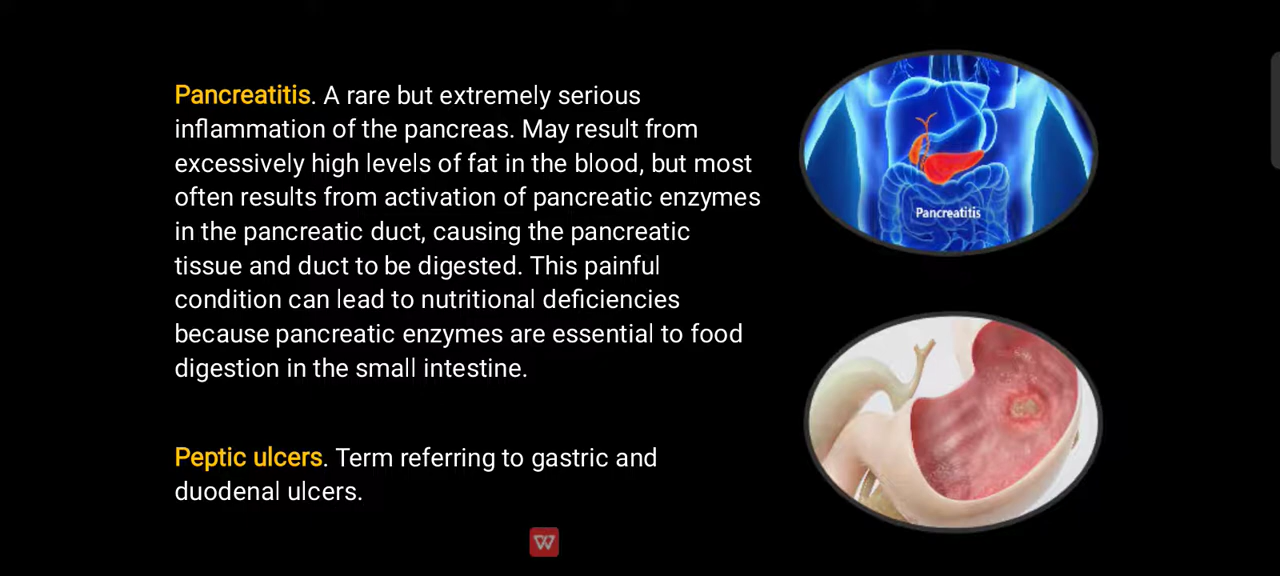 Pancreatitis. A rare but extremely serious
inflammation of the pancreas. May result from
excessively high levels of fat in the blood, but most
often results from activation of pancreatic enzymes
in the pancreatic duct, causing the pancreatic
tissue and duct to be digested. This painful
condition can lead to nutritional deficiencies
because pancreatic enzymes are essential to food
digestion in the small intestine.
Pancreatitis
Peptic ulcers. Term referring to gastric and
duodenal ulcers.
W